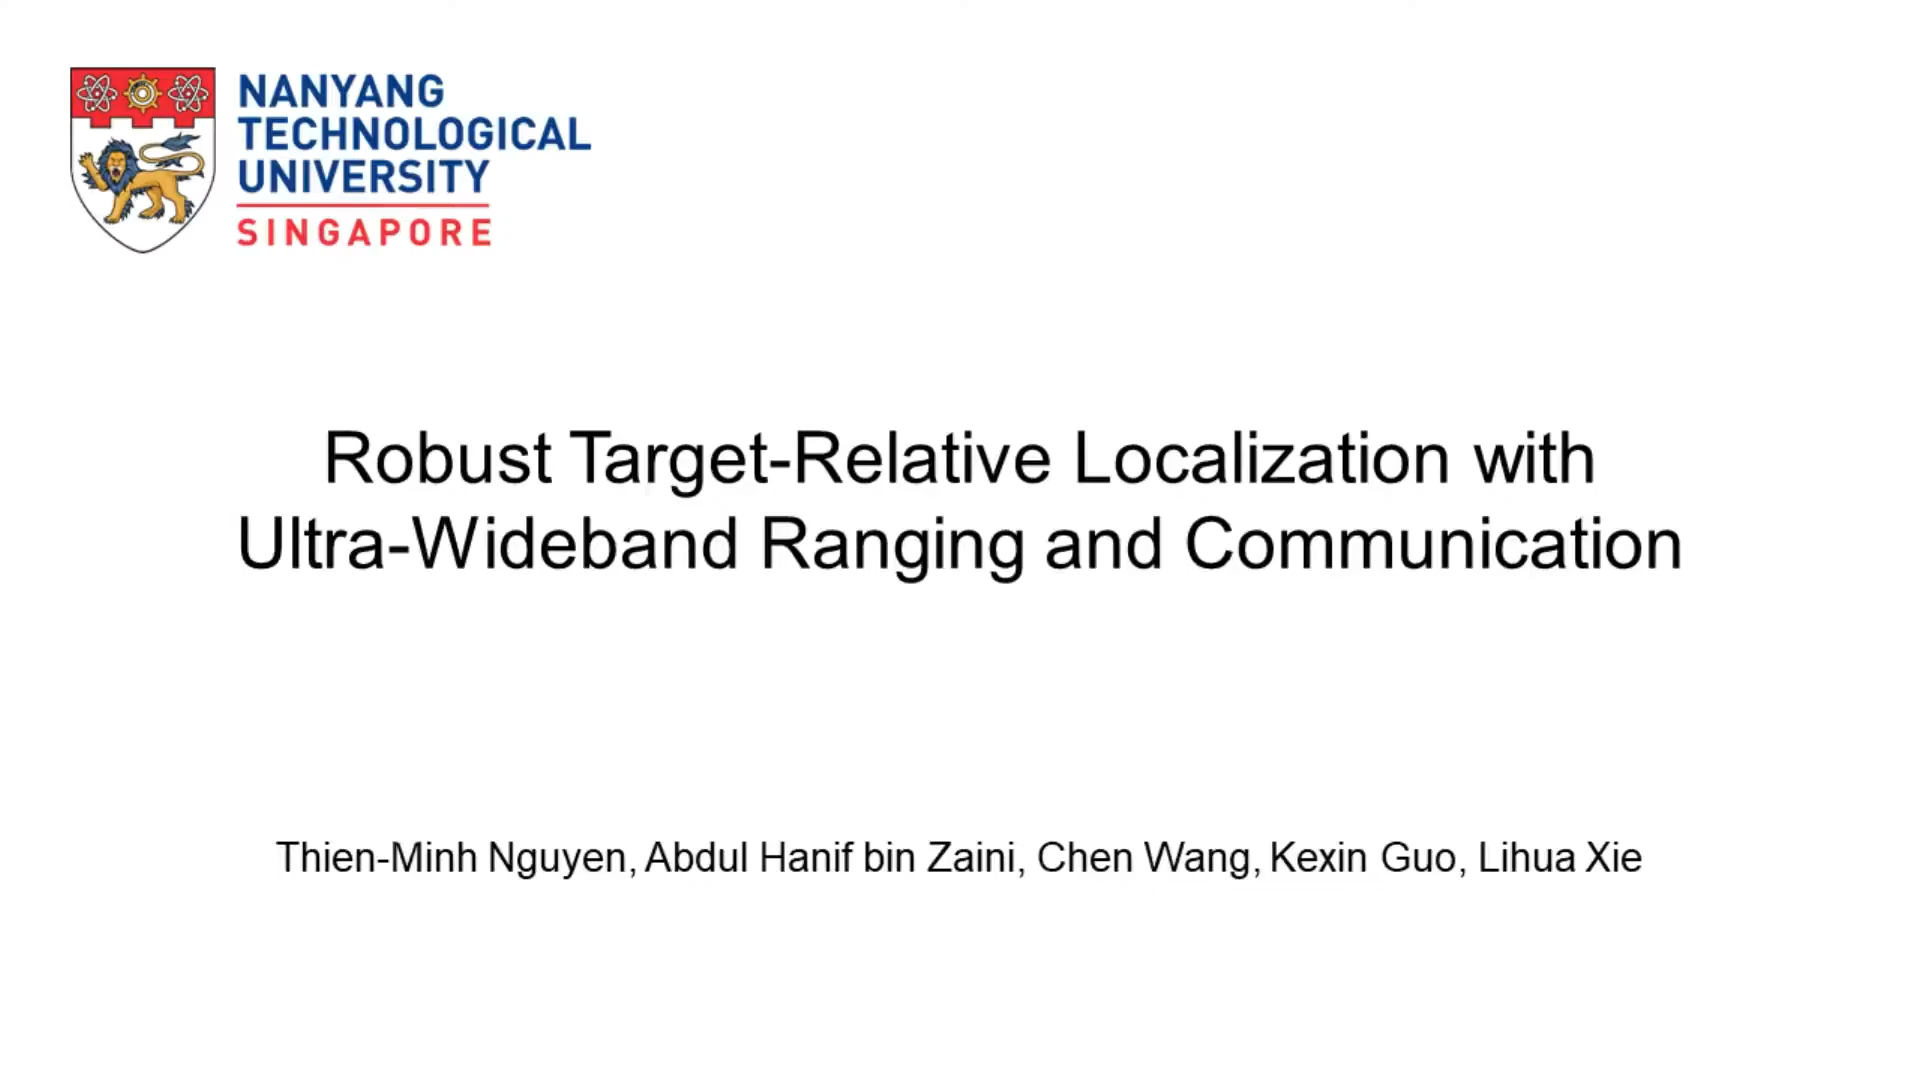 NANYANG
TECHNOLOGICAL
UNIVERSITY
SINGAPORE
Robust Target-Relative Localization with
Ultra-Wideband Ranging and Communication
Thien-Minh Nguyen, Abdul Hanif bin Zaini, Chen Wang, Kexin Guo, Lihua Xie